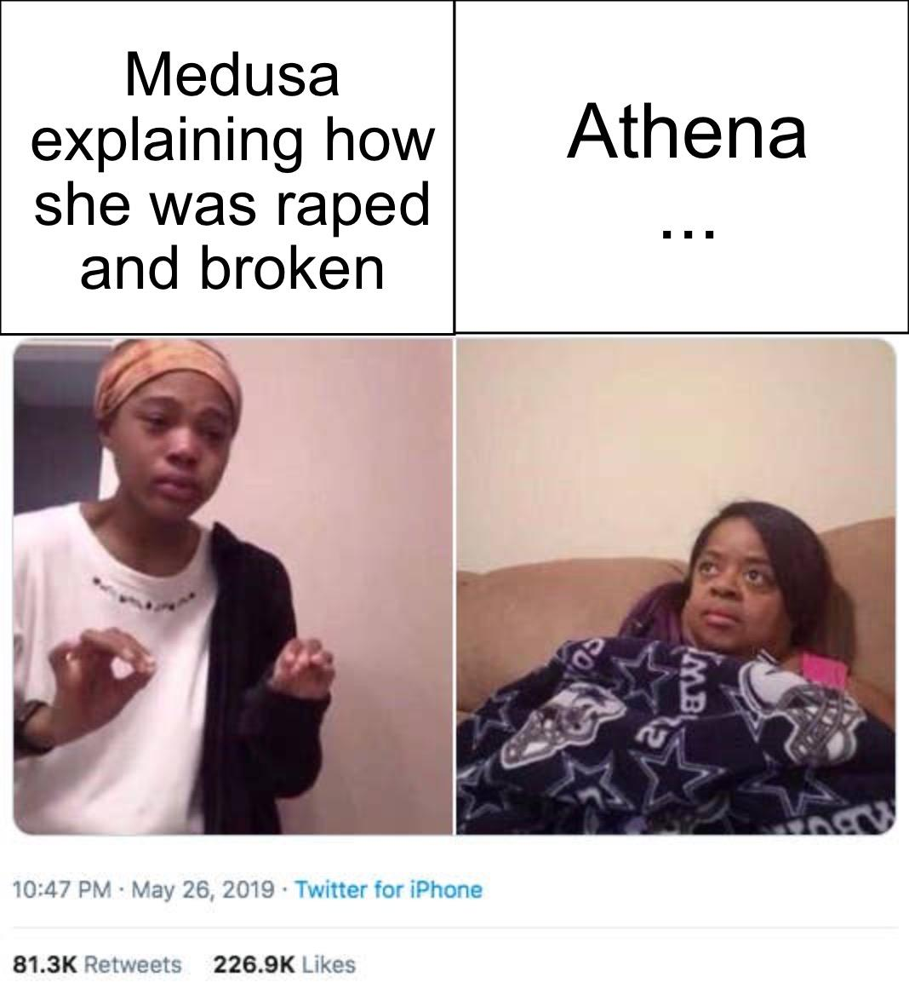 Medusa
explaining how
she was raped
and broken
Athena
...
10:47 PM · May 26, 2019 · Twitter for iPhone
81.3K Retweets 226.9K Likes